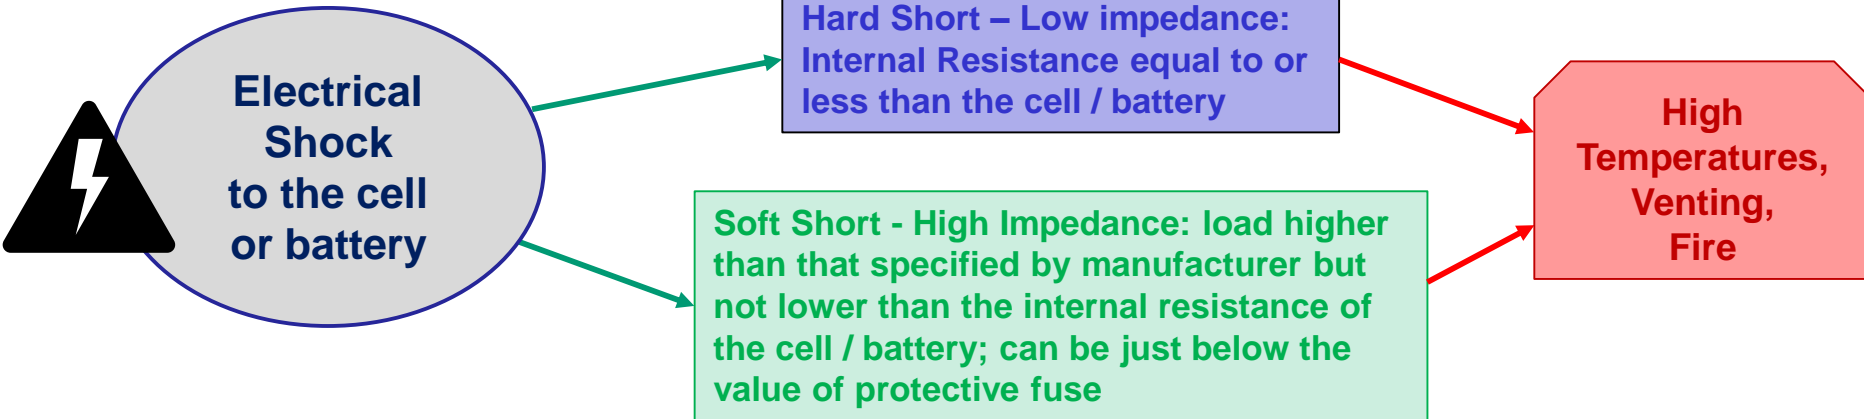 Electrical
Shock
to the cell
or battery
Hard Short – Low impedance:
Internal Resistance equal to or
less than the cell / battery
Soft Short - High Impedance: load higher
than that specified by manufacturer but
not lower than the internal resistance of
the cell / battery; can be just below the
value of protective fuse
High
Temperatures,
Venting,
Fire